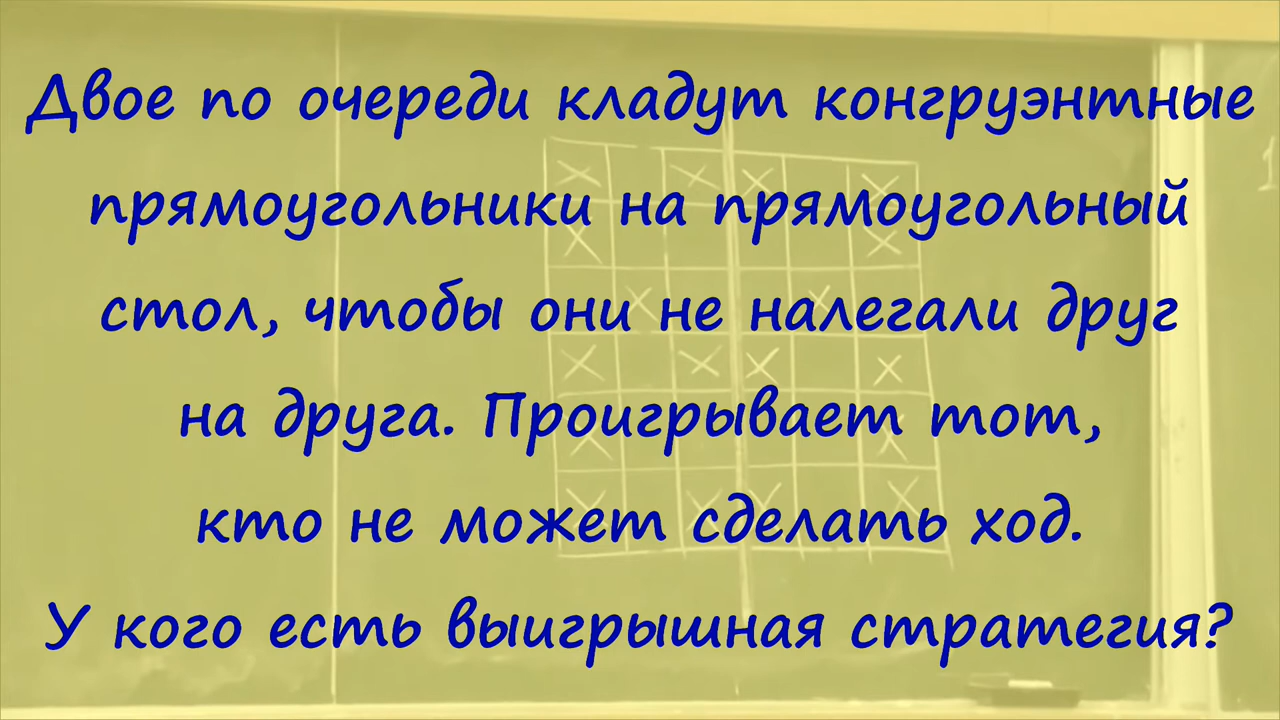 Двое по очереди кладут конгруэнтные
прямоугольники на прямоугольный
стол, чтобы они не налегали друг
на друга. Проигрывает тот,
кто не может сделать ход.
У кого есть выигрышная стратегия?